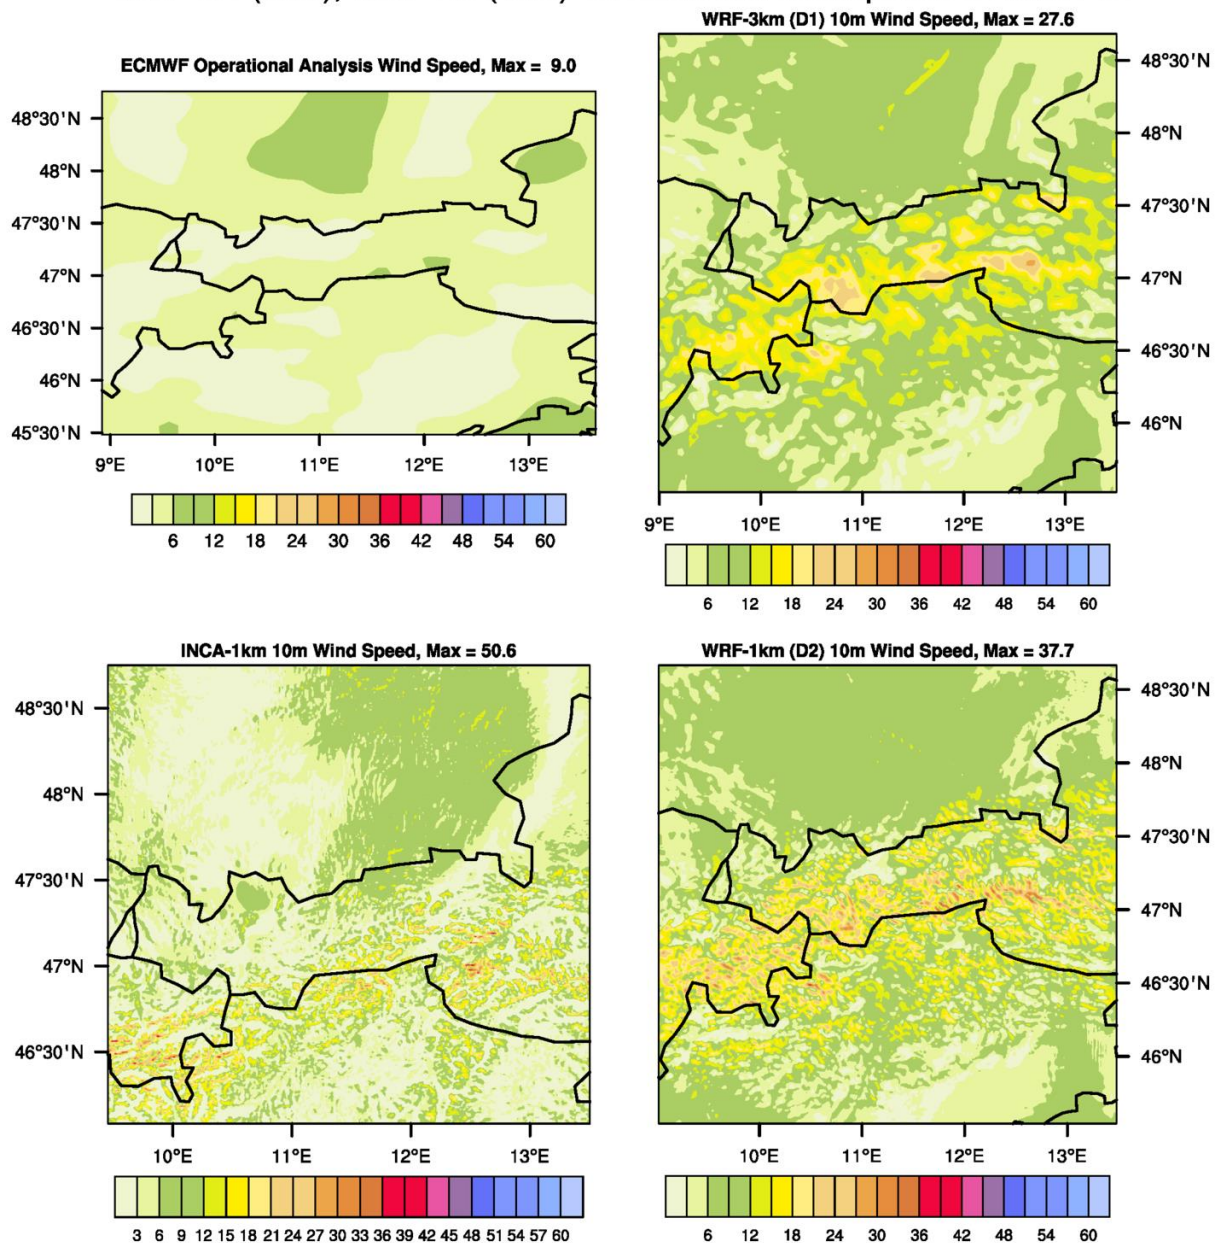 WRF-3km (D1) 10m Wind Speed, Max = 27.6
ECMWF Operational Analysis Wind Speed, Max = 9.0
48°30'N
48°N
47°30'N
47°N
46°30'N
46°N
45°30'N
9°E 10°E 11°E 12°E 13°E
6 12 18 24 30 36 42 48 54 60
48°30'N
48°N
47°30'N
47°N
46°30'N
46°N
9°E 10°E 11°E 12°E 13°E
6 12 18 24 30 36 42 48 54 60
INCA-1km 10m Wind Speed, Max = 50.6
48°30'N
48°N
47°30'N
47°N
46°30'N
10°E 11°E 12°E 13°E
3 6 9 12 15 18 21 24 27 30 33 36 39 42 45 48 51 54 57 60
WRF-1km (D2) 10m Wind Speed, Max = 37.7
48°30'N
48°N
47°30'N
47°N
46°30'N
46°N
10°E 11°E 12°E 13°E
6 12 18 24 30 36 42 48 54 60